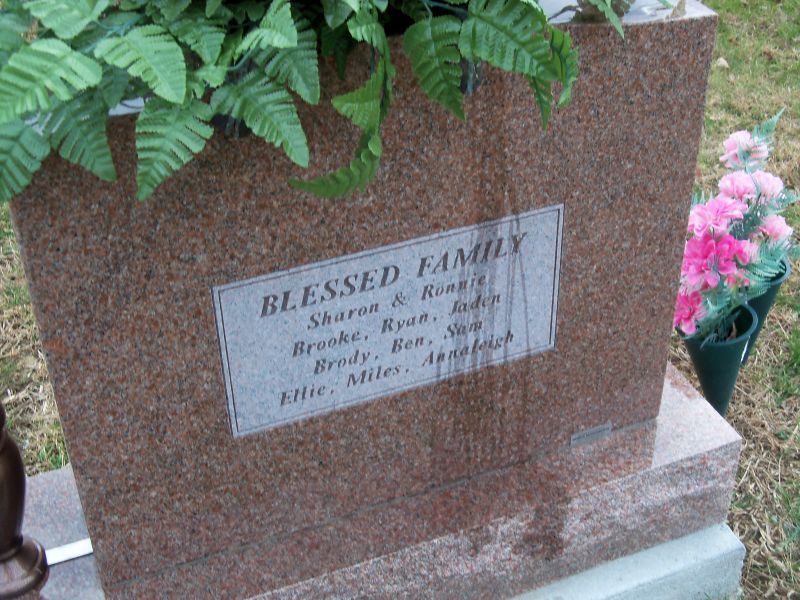 BLESSED FAMILY
Sharon & Ronnie,
Brooke, Ryan, Jaden
Brody, Ben, Sam
Ellie, Miles, Annaleigh